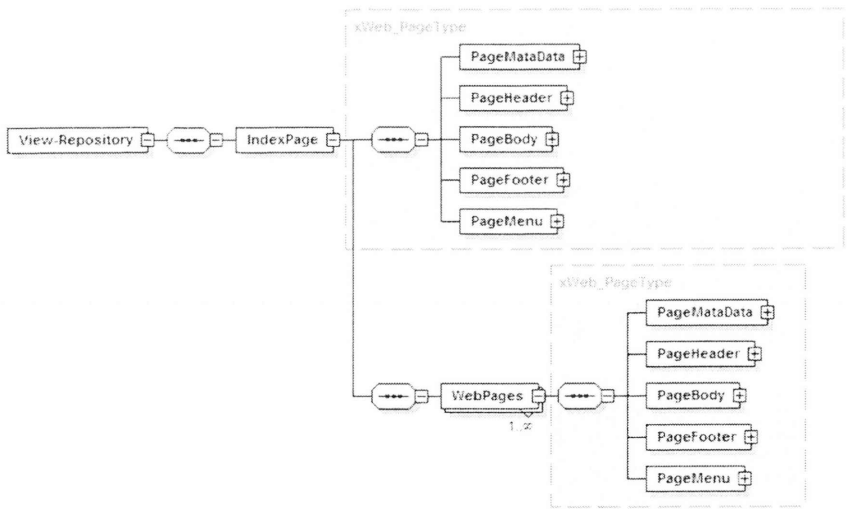 xWeb_PageType
PageMataData
PageHeader
View-Repository
IndexPage
PageBody
PageFooter
PageMenu
xWeb_PageType
PageMataData
PageHeader
WebPages
PageBody
1..∞
PageFooter
PageMenu